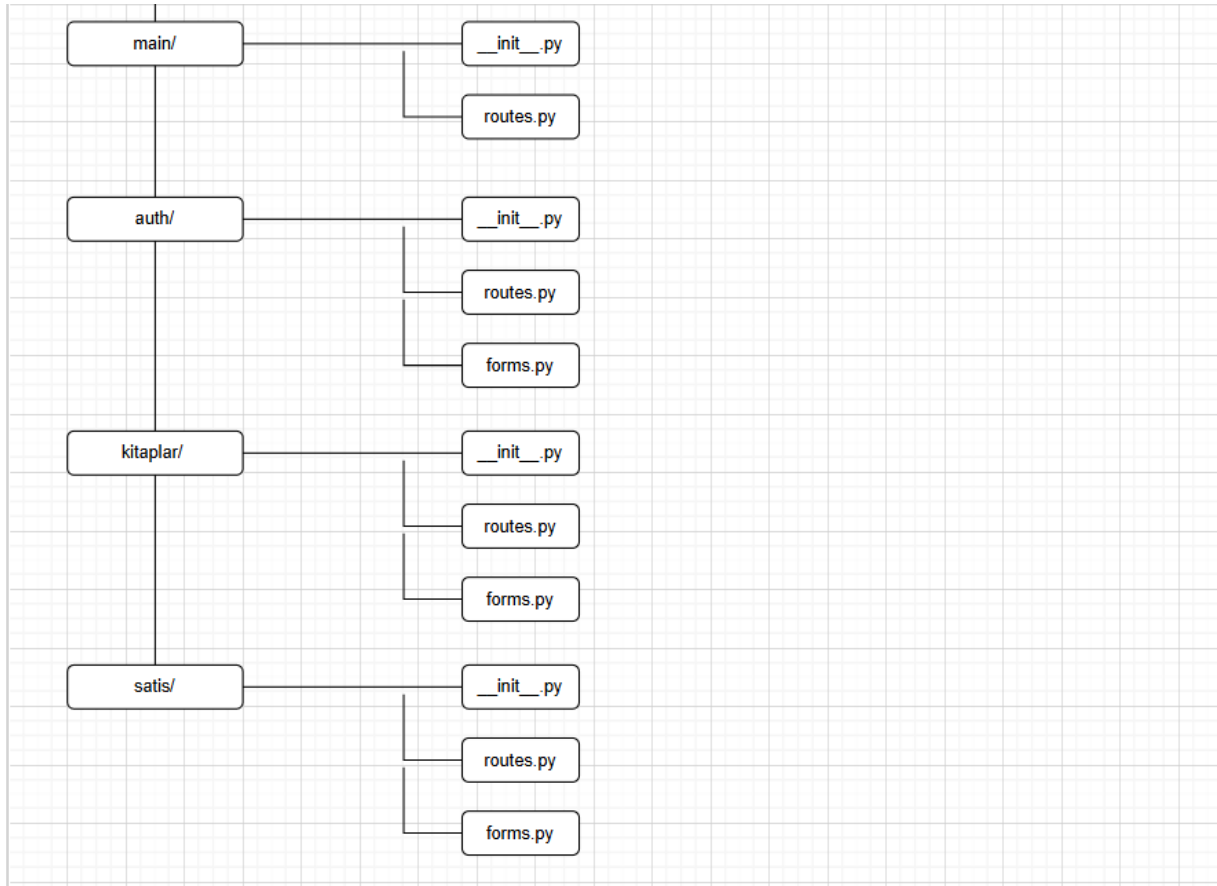 main/
__init__.py
routes.py
auth/
__init__.py
routes.py
forms.py
kitaplar/
__init__.py
routes.py
forms.py
satis/
__init__.py
routes.py
forms.py